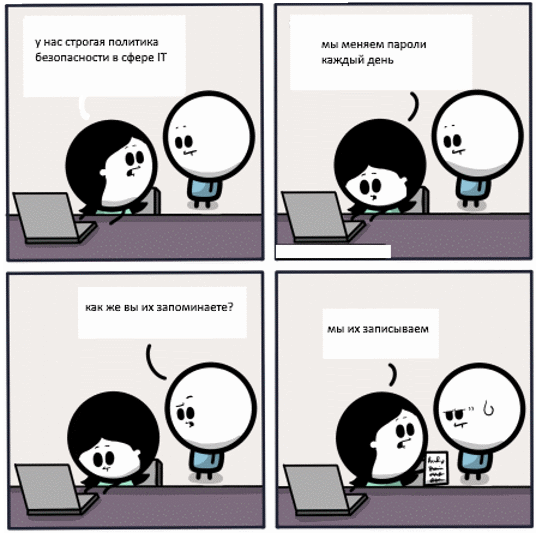 у нас строгая политика
безопасности в сфере IT
мы меняем пароли
каждый день
как же вы их запоминаете?
мы их записываем